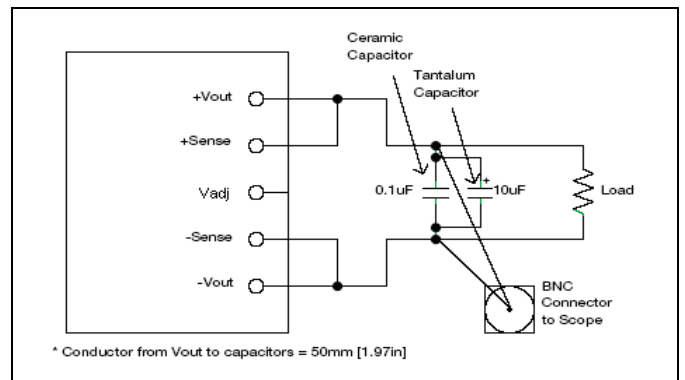 Ceramic
Capacitor
Tantalum
Capacitor
+Vout
+Sense
Vadj
-Sense
-Vout
0.1uF
+
10uF
Load
BNC
Connector
to Scope
* Conductor from Vout to capacitors = 50mm [1.97in]